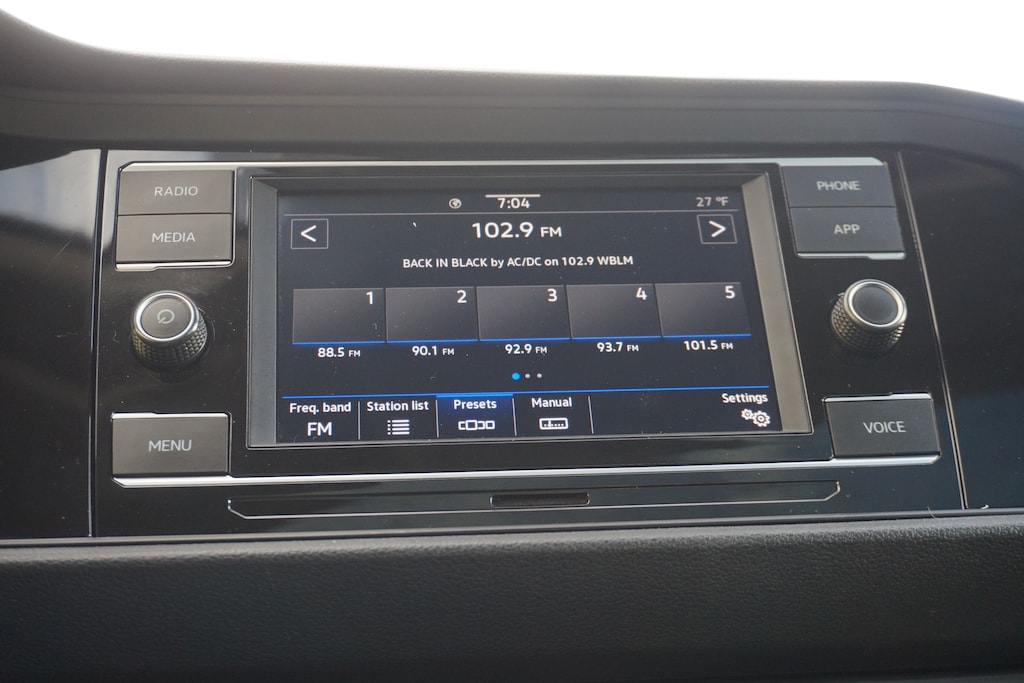 RADIO
MEDIA
MENU
7:04
27 °F
<
102.9 FM
>
BACK IN BLACK by AC/DC on 102.9 WBLM
1
2
3
4
5
88.5 FM
90.1 FM
92.9 FM
93.7 FM
101.5 FM
Freq. band
FM
Station list
Presets
Manual
Settings
PHONE
APP
VOICE